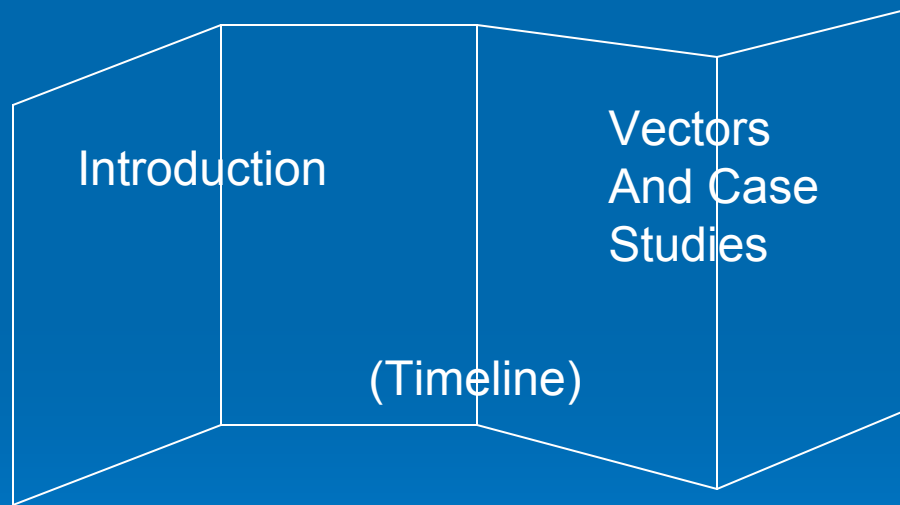 Introduction
Vectors
And Case
Studies
(Timeline)